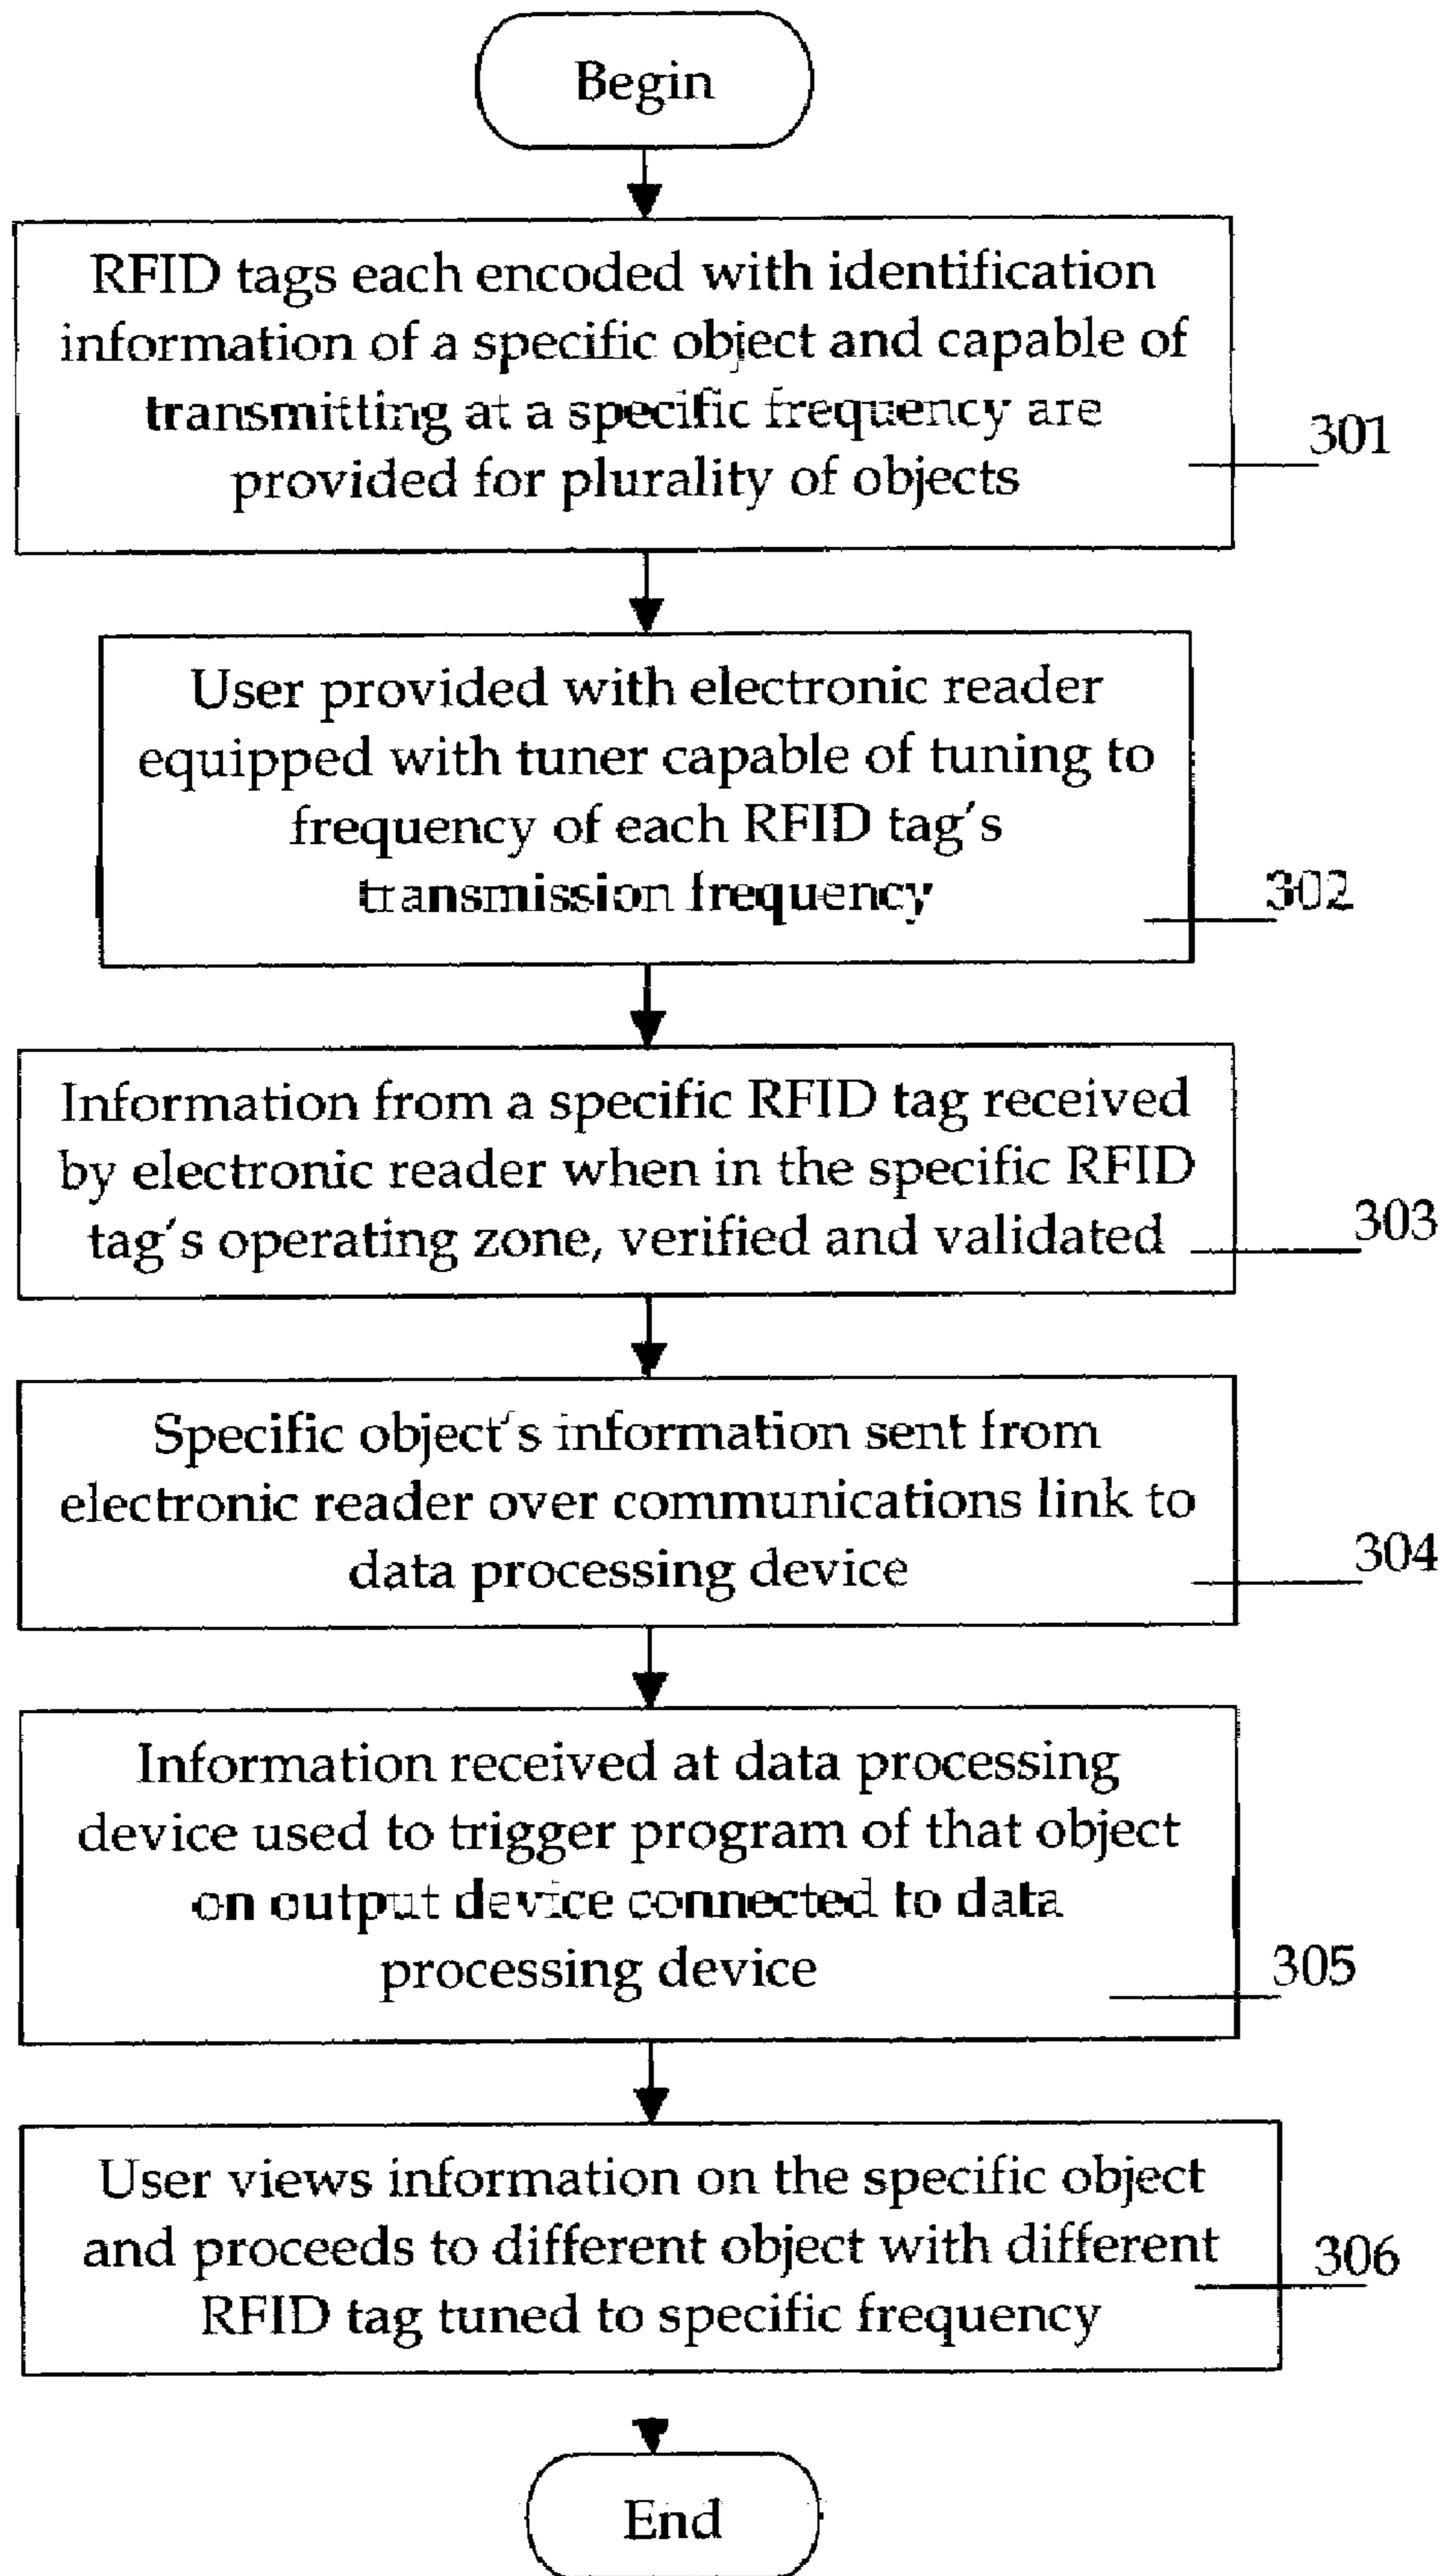 Begin
RFID tags each encoded with identification
information of a specific object and capable of
transmitting at a specific frequency are
provided for plurality of objects
301
User provided with electronic reader
equipped with tuner capable of tuning to
frequency of each RFID tag's
transmission frequency
302
Information from a specific RFID tag received
by electronic reader when in the specific RFID
tag's operating zone, verified and validated
303
Specific object's information sent from
electronic reader over communications link to
data processing device
304
Information received at data processing
device used to trigger program of that object
on output device connected to data
processing device
305
User views information on the specific object
and proceeds to different object with different
RFID tag tuned to specific frequency
306
End